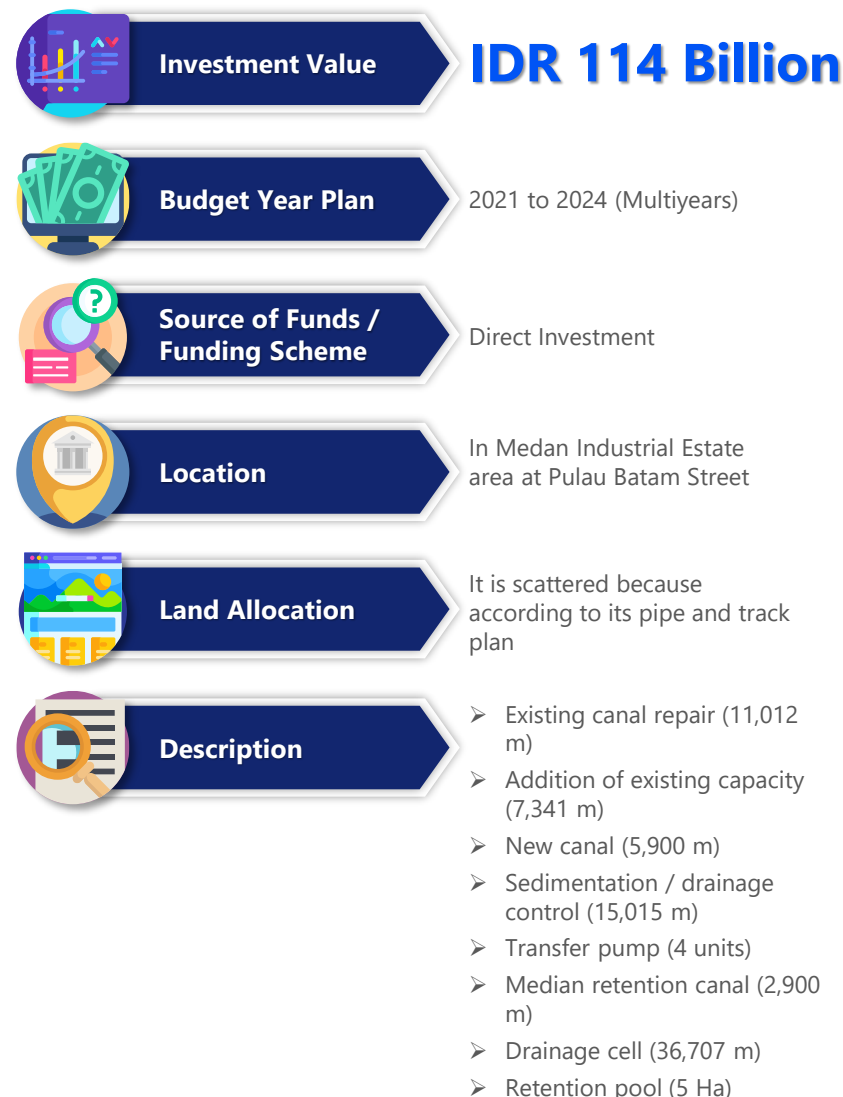 Investment Value
IDR 114 Billion
Budget Year Plan
2021 to 2024 (Multiyears)
Source of Funds /
Funding Scheme
Direct Investment
Location
In Medan Industrial Estate
area at Pulau Batam Street
Land Allocation
It is scattered because
according to its pipe and track
plan
Description
➢ Existing canal repair (11,012
m)
➢ Addition of existing capacity
(7,341 m)
➢ New canal (5,900 m)
➢ Sedimentation / drainage
control (15,015 m)
➢ Transfer pump (4 units)
➢ Median retention canal (2,900
m)
➢ Drainage cell (36,707 m)
➢ Retention pool (5 Ha)